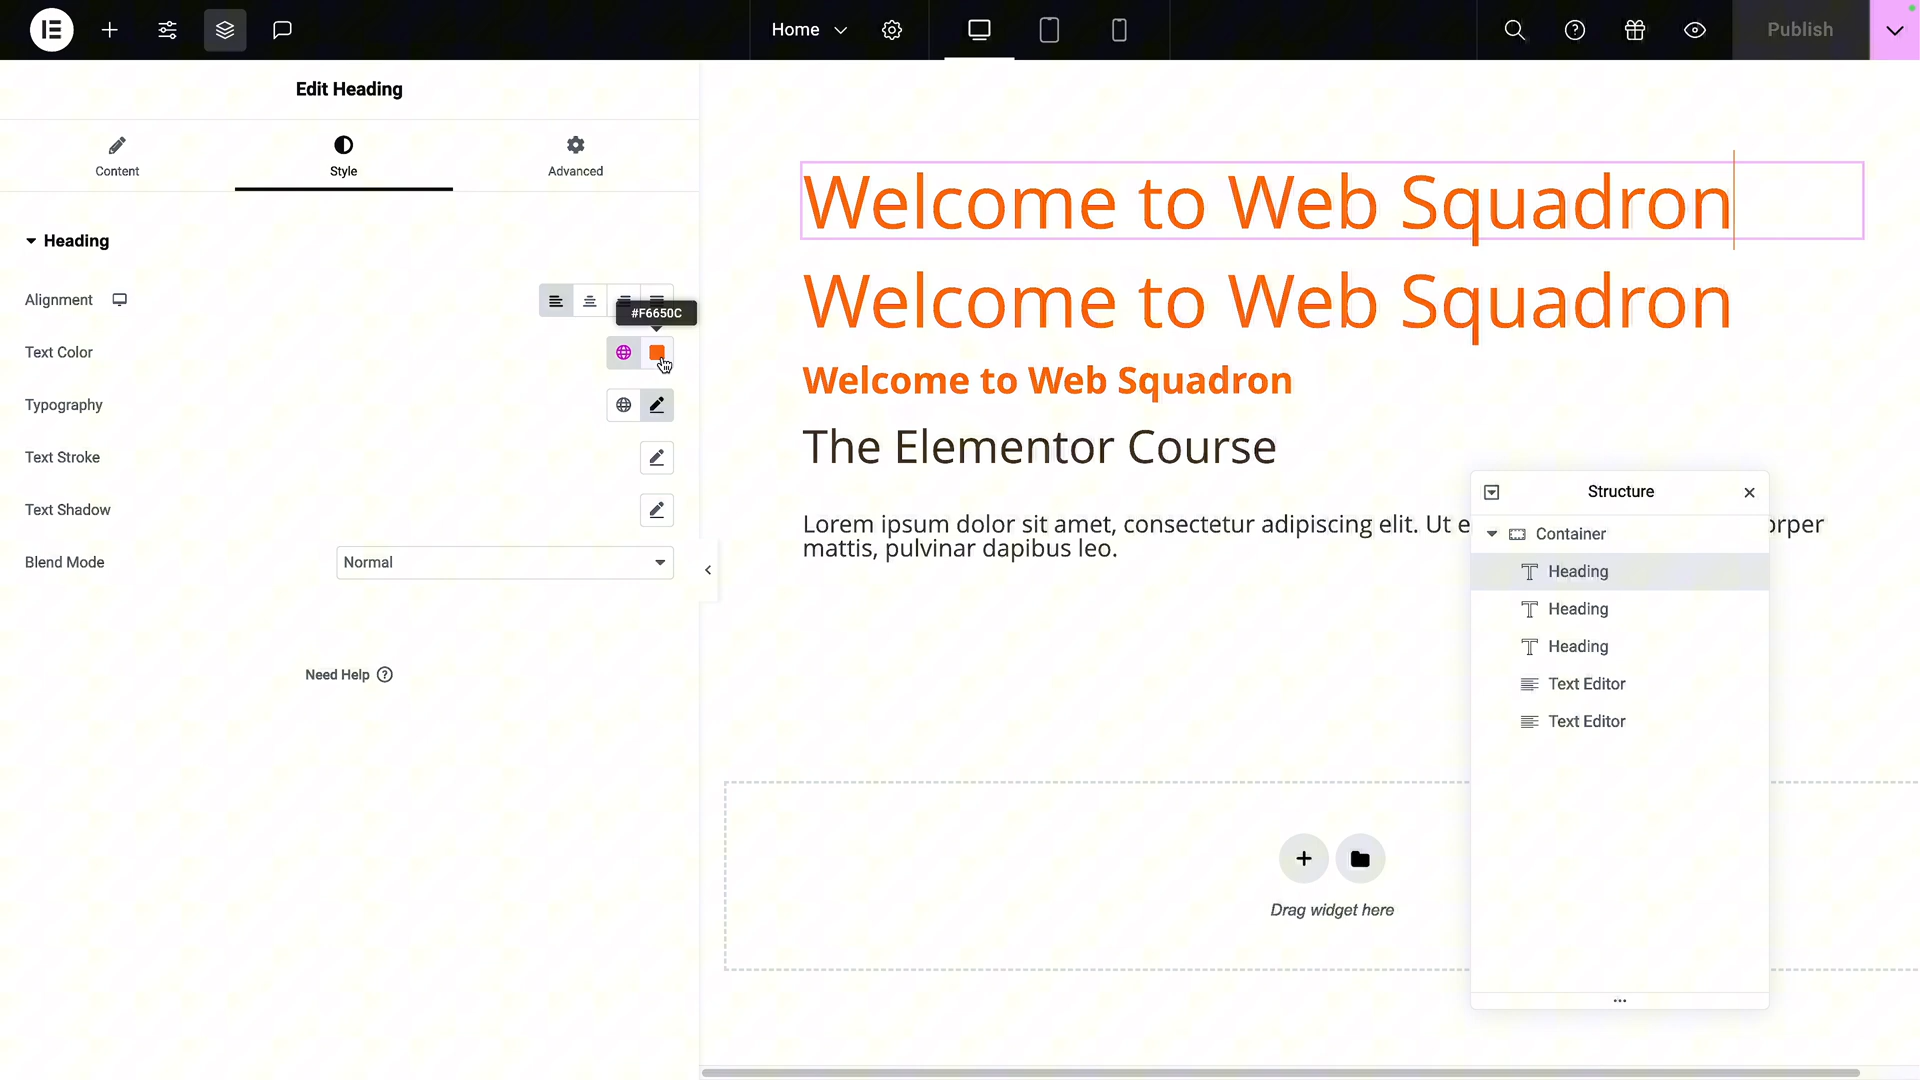 Home
Publish
Edit Heading
Content
Style
Advanced
Heading
Alignment
#F6650C
Text Color
Typography
Text Stroke
Text Shadow
Blend Mode
Normal
Need Help
Welcome to Web Squadron
Welcome to Web Squadron
Welcome to Web Squadron
The Elementor Course
Lorem ipsum dolor sit amet, consectetur adipiscing elit. Ut
mattis, pulvinar dapibus leo.
Structure
Container
Heading
Heading
Heading
Text Editor
Text Editor
Drag widget here